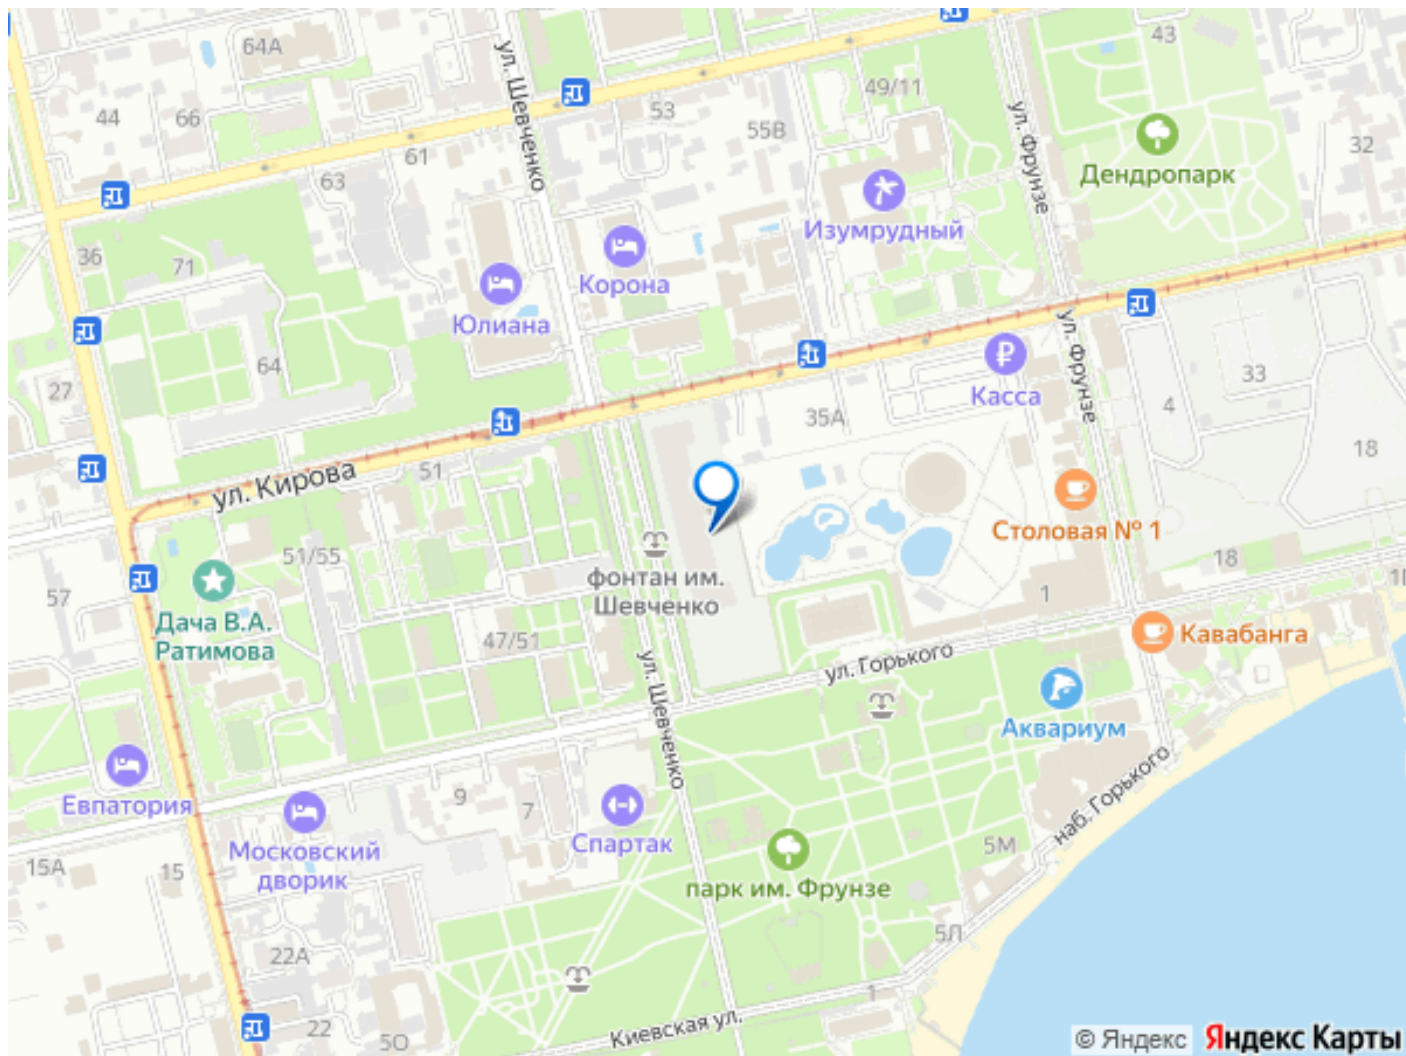 64А
ул. Шевченко
43
49/11
44
66
53
55В
ул. Фрунзе
32
61
Дендропарк
63
Изумрудный
36
71
Корона
Юлиана
ул. Фрунзе
64
27
Касса
33
4
35А
18
51
ул. Кирова
Столовая № 1
51/55
фонтан им.
Шевченко
18
57
1
1Г
Дача В.А.
Ратимова
47/51
Кавабанга
ул. Горького
ул. Шевченко
Аквариум
Евпатория
9
7
Спартак
наб. Горького
Московский
дворик
5М
15А
15
парк им. Фрунзе
5Л
22А
1
22
50
Киевская ул.
© Яндекс Яндекс Карты